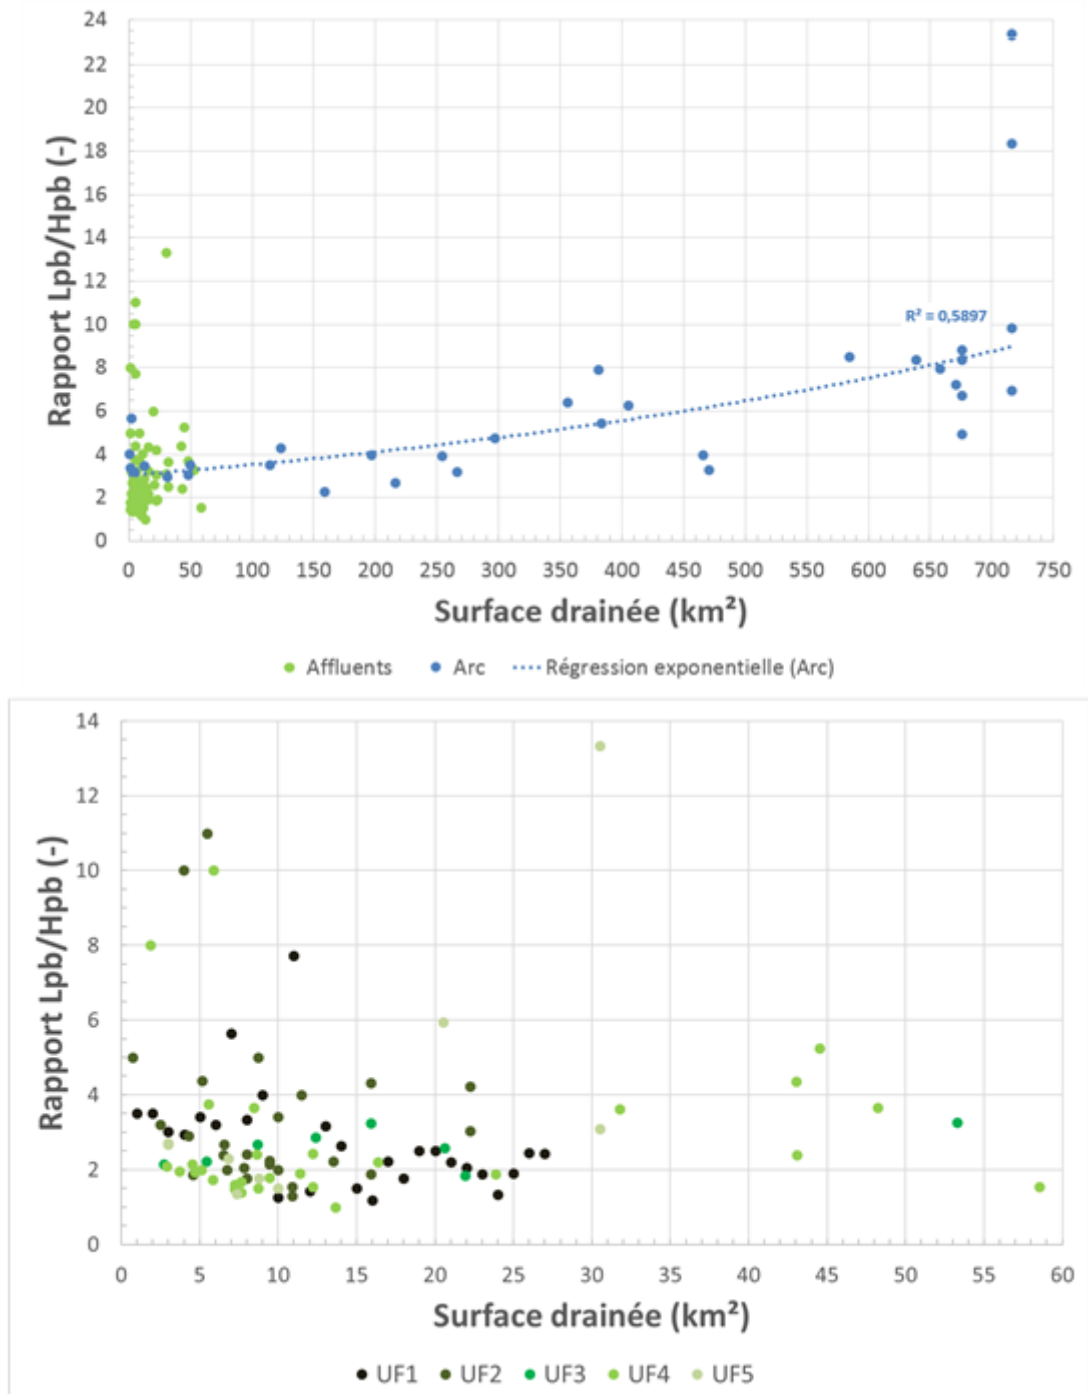 24
22
20
18
16
14
12
10
8
6
4
2
0
Rapport Lpb/Hpb (-)
R² = 0,5897
0 50 100 150 200 250 300 350 400 450 500 550 600 650 700 750
Surface drainée (km²)
Affluents Arc Régression exponentielle (Arc)
14
12
10
8
6
4
2
0
Rapport Lpb/Hpb (-)
0 5 10 15 20 25 30 35 40 45 50 55 60
Surface drainée (km²)
UF1 UF2 UF3 UF4 UF5